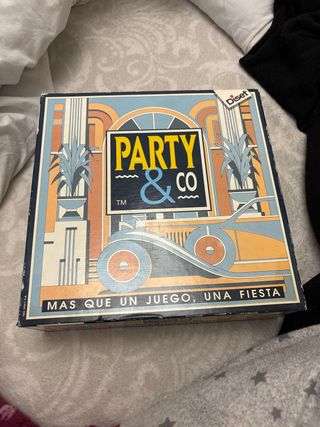 Diset
PARTY
& CO
TM
MAS QUE UN JUEGO, UNA FIESTA